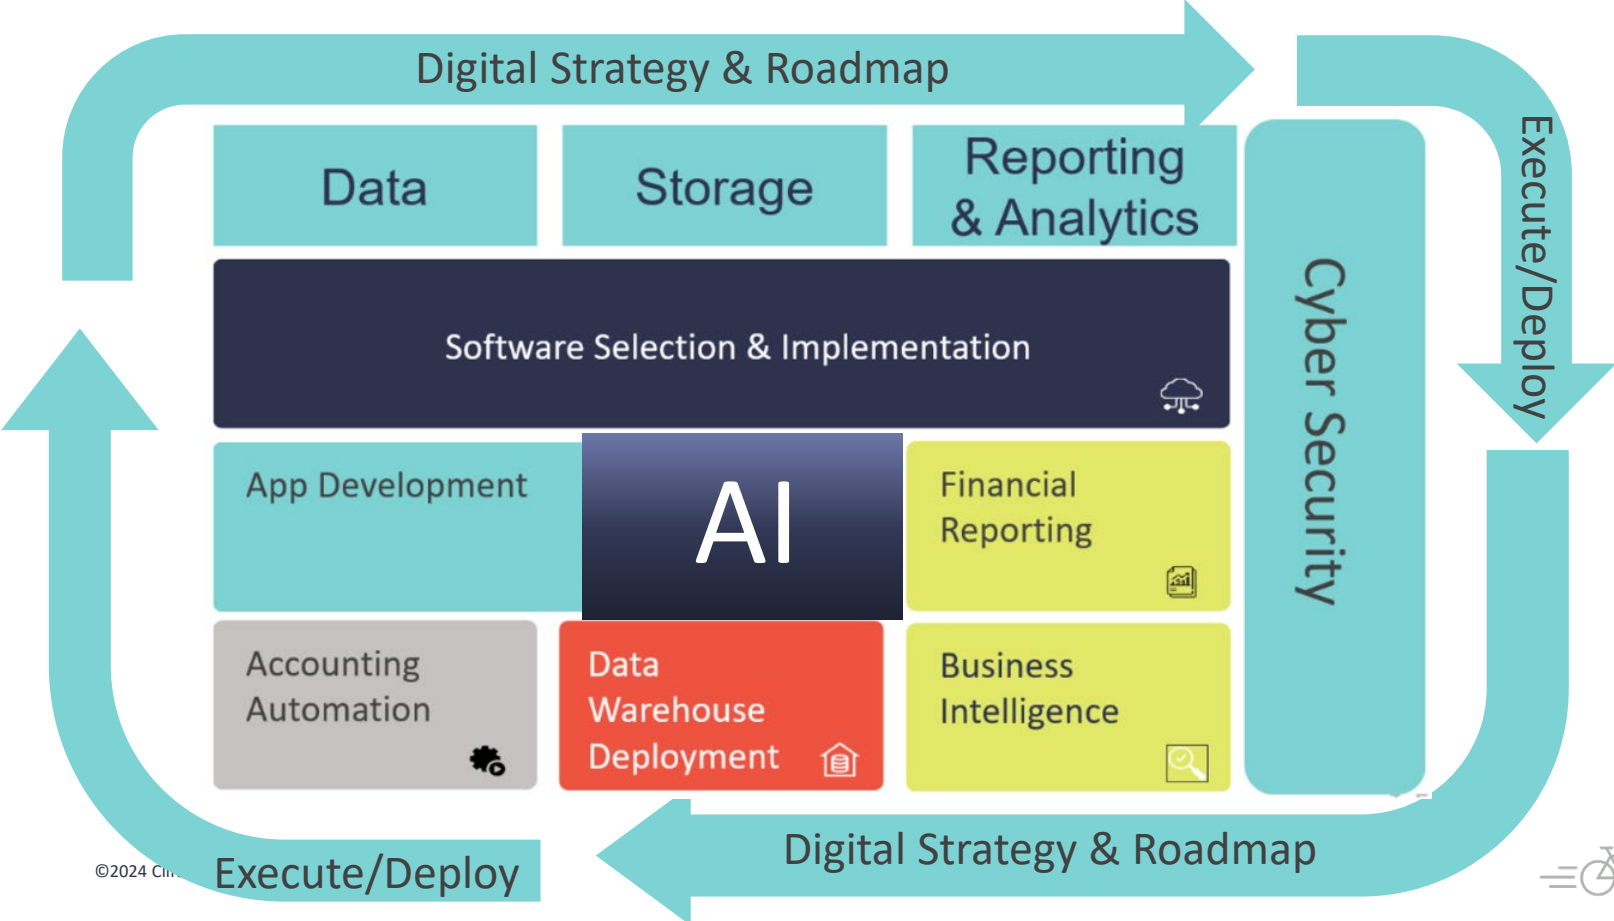 Digital Strategy & Roadmap
Execute/Deploy
Data
Storage
Reporting
& Analytics
Cyber Security
Software Selection & Implementation
App Development
AI
Financial
Reporting
Accounting
Automation
Data
Warehouse
Deployment
Business
Intelligence
Digital Strategy & Roadmap
Execute/Deploy
©2024